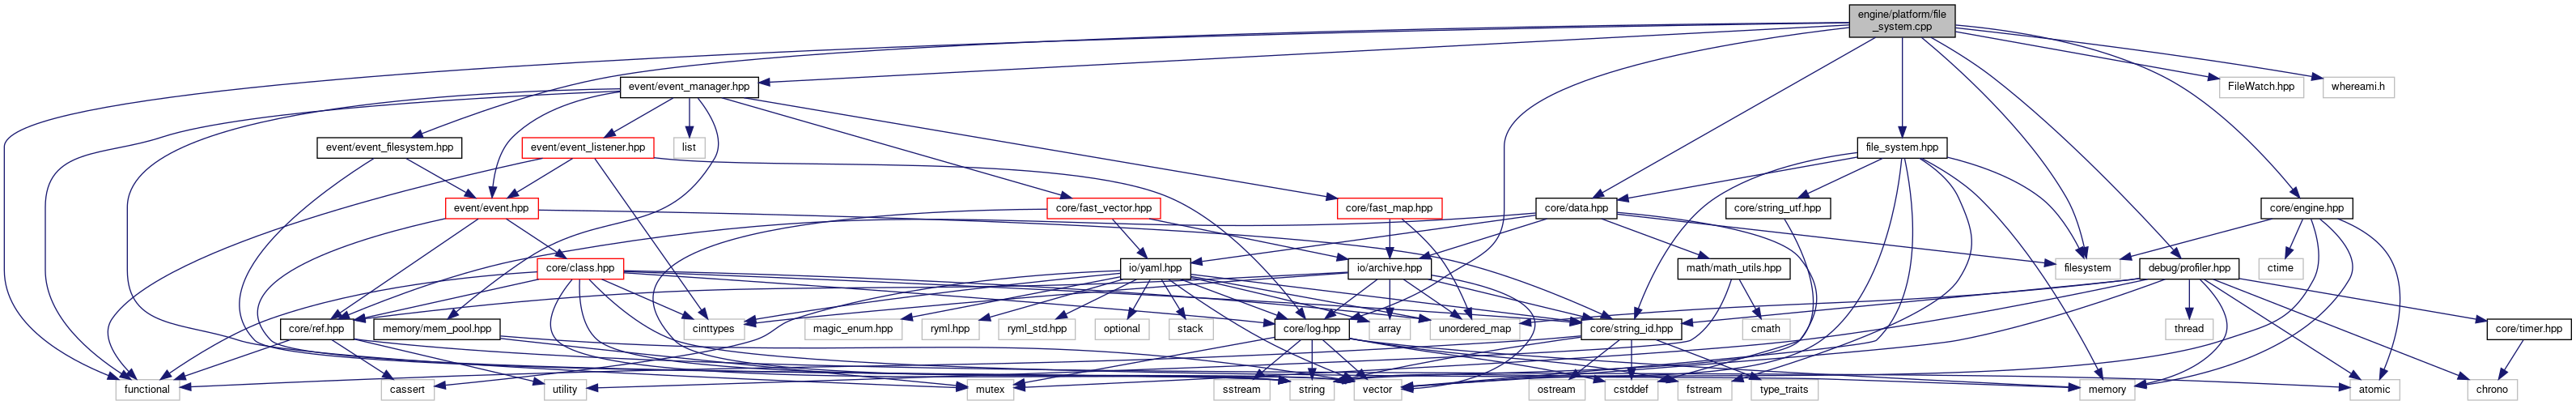 engine/platform/file
_system.cpp
event/event_manager.hpp
FileWatch.hpp
whereami.h
event/event_filesystem.hpp
event/event_listener.hpp
list
file_system.hpp
event/event.hpp
core/fast_vector.hpp
core/fast_map.hpp
core/data.hpp
core/string_utf.hpp
core/engine.hpp
core/class.hpp
io/yaml.hpp
io/archive.hpp
math/math_utils.hpp
filesystem
debug/profiler.hpp
ctime
core/ref.hpp
memory/mem_pool.hpp
cinttypes
magic_enum.hpp
ryml.hpp
ryml_std.hpp
optional
stack
core/log.hpp
array
unordered_map
core/string_id.hpp
cmath
thread
core/timer.hpp
functional
cassert
utility
mutex
sstream
string
vector
ostream
cstddef
fstream
type_traits
memory
atomic
chrono